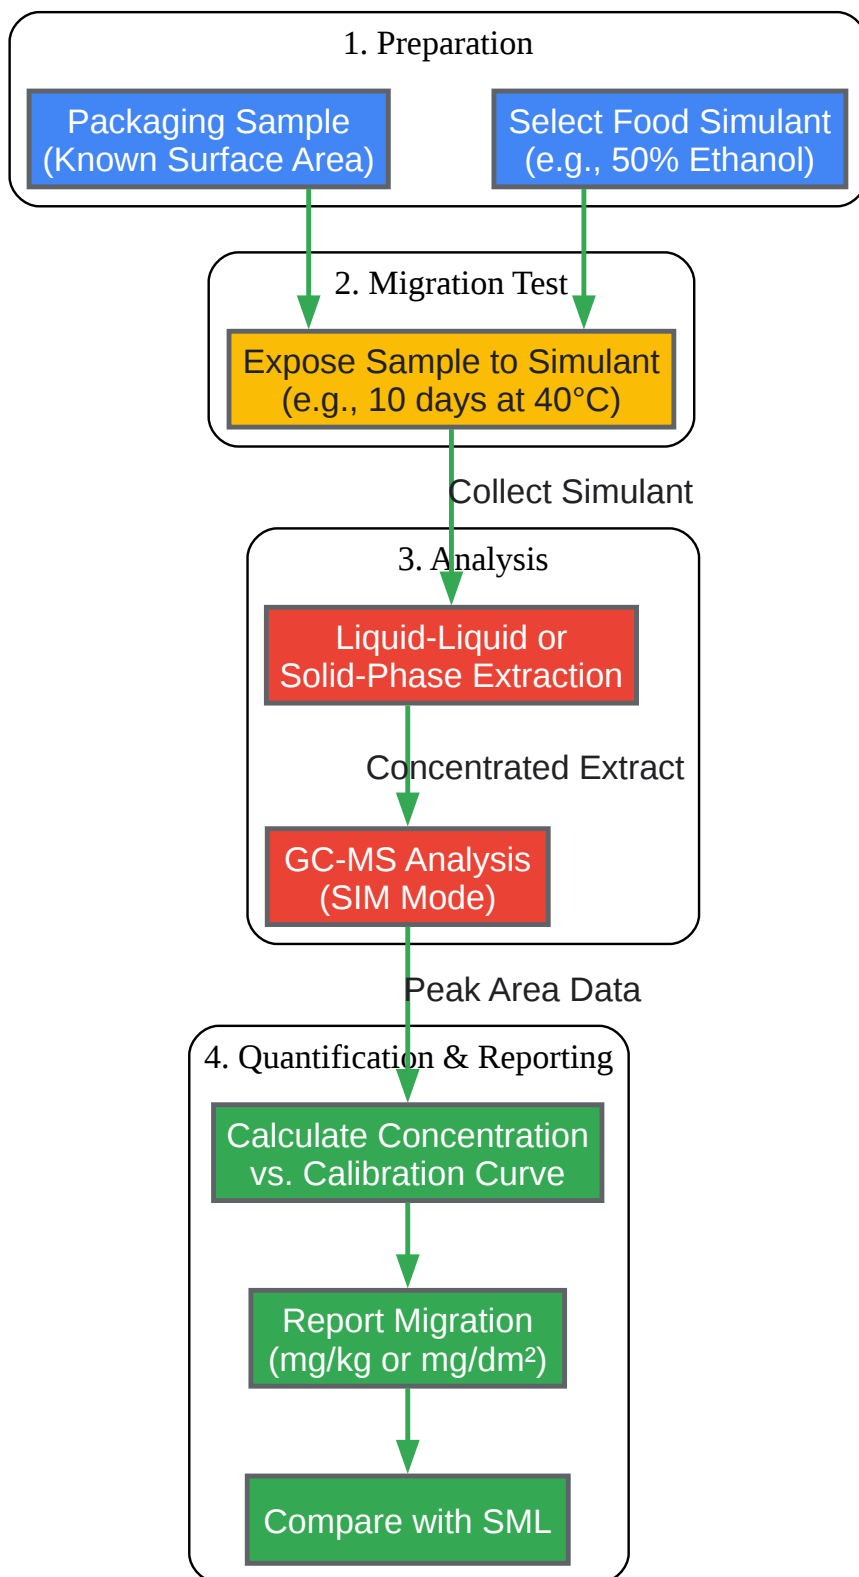 1. Preparation
Packaging Sample
(Known Surface Area)
Select Food Simulant
(e.g., 50% Ethanol)
2. Migration Test
Expose Sample to Simulant
(e.g., 10 days at 40°C)
Collect Simulant
3. Analysis
Liquid-Liquid or
Solid-Phase Extraction
Concentrated Extract
GC-MS Analysis
(SIM Mode)
Peak Area Data
4. Quantification & Reporting
Calculate Concentration
vs. Calibration Curve
Report Migration
(mg/kg or mg/dm²)
Compare with SML